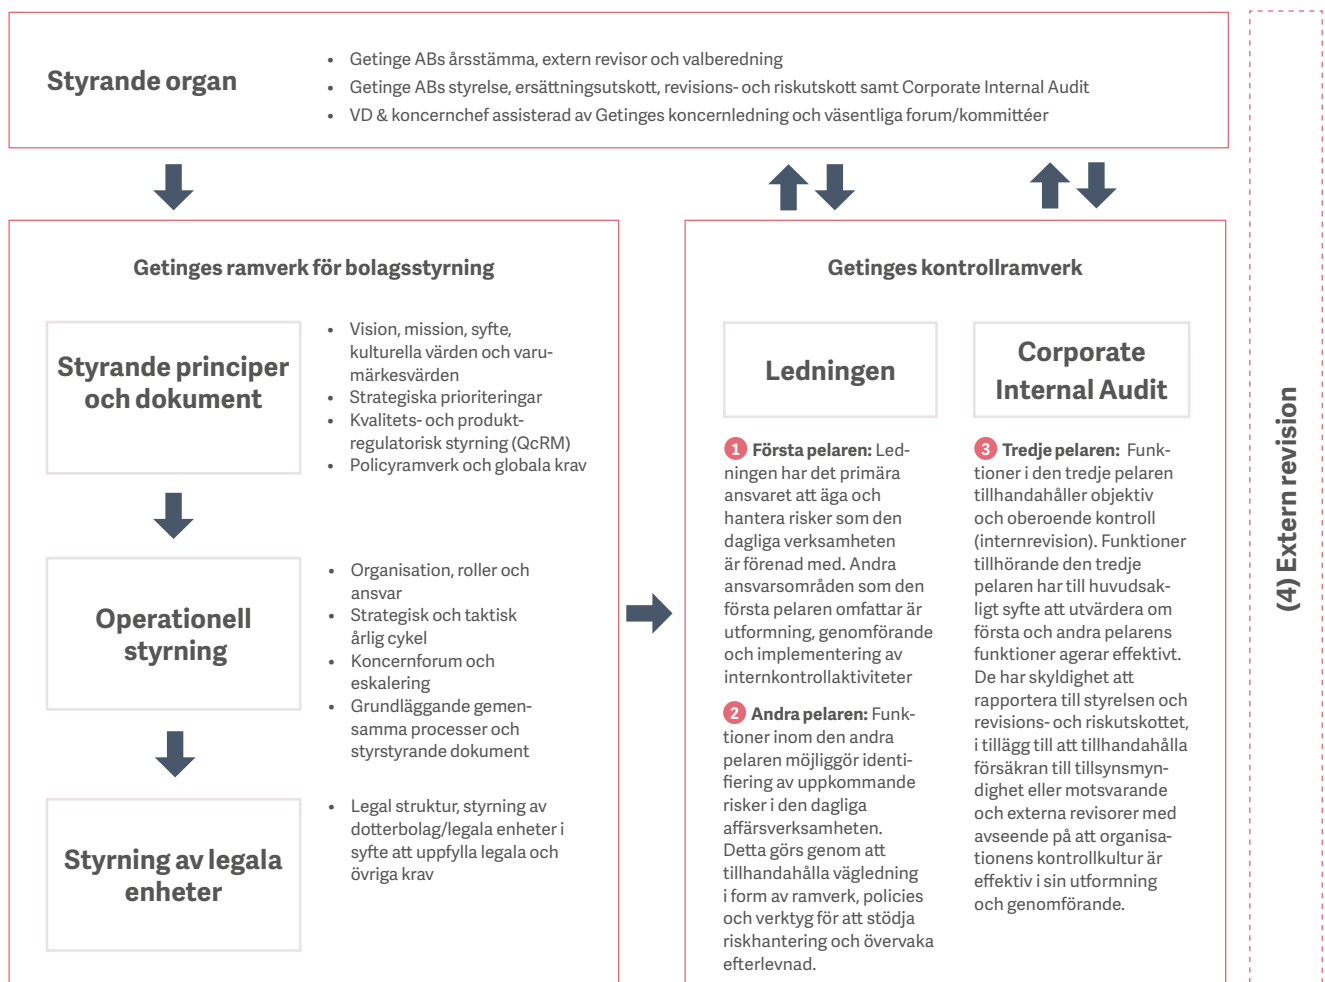 Styrande organ
• Getinge ABs årsstämma, extern revisor och valberedning
• Getinge ABs styrelse, ersättningsutskott, revisions- och riskutskott samt Corporate Internal Audit
• VD & koncernchef assisterad av Getinges koncernledning och väsentliga forum/kommittéer
Getinges ramverk för bolagsstyrning
Styrande principer
och dokument
• Vision, mission, syfte,
kulturella värden och varu-
märkesvärden
• Strategiska prioriteringar
• Kvalitets- och produkt-
regulatorisk styrning (QcRM)
• Policyramverk och globala krav
Operationell
styrning
• Organisation, roller och
ansvar
• Strategisk och taktisk
årlig cykel
• Koncernforum och
eskalering
• Grundläggande gemen-
samma processer och
styrstyrande dokument
Styrning av legala
enheter
• Legal struktur, styrning av
dotterbolag/legala enheter i
syfte att uppfylla legala och
övriga krav
Getinges kontrollramverk
Ledningen
1 Första pelaren: Led-
ningen har det primära
ansvaret att äga och
hantera risker som den
dagliga verksamheten
är förenad med. Andra
ansvarsområden som den
första pelaren omfattar är
utformning, genomförande
och implementering av
internkontrollaktiviteter
2 Andra pelaren: Funk-
tioner inom den andra
pelaren möjliggör identi-
fiering av uppkommande
risker i den dagliga
affärsverksamheten.
Detta görs genom att
tillhandahålla vägledning
i form av ramverk, policies
och verktyg för att stödja
riskhantering och övervaka
efterlevnad.
Corporate
Internal Audit
3 Tredje pelaren: Funk-
tioner i den tredje pelaren
tillhandahåller objektiv
och oberoende kontroll
(internrevision). Funktioner
tillhörande den tredje
pelaren har till huvudsak-
ligt syfte att utvärdera om
första och andra pelarens
funktioner agerar effektivt.
De har skyldighet att
rapportera till styrelsen och
revisions- och riskutskottet,
i tillägg till att tillhandahålla
försäkran till tillsynsmyn-
dighet eller motsvarande
och externa revisorer med
avseende på att organisa-
tionens kontrollkultur är
effektiv i sin utformning
och genomförande.
(4) Extern revision